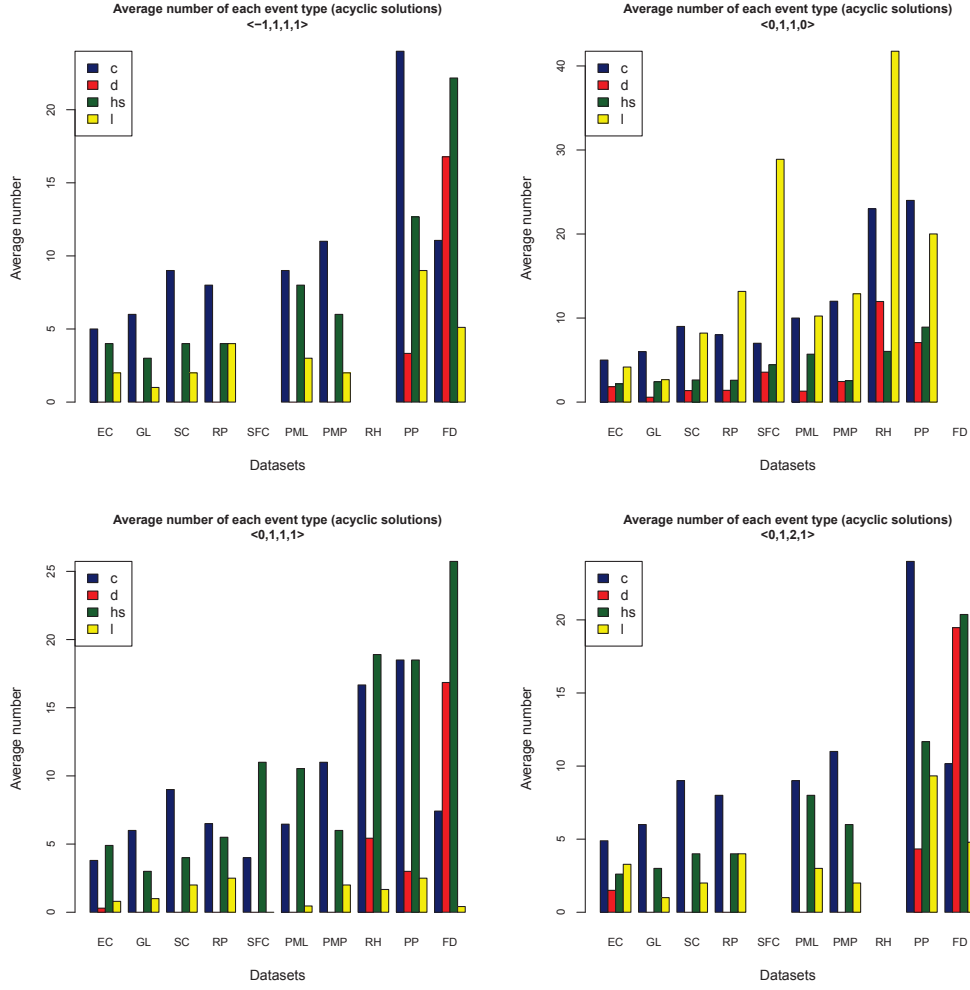 Average number of each event type (acyclic solutions)
<−1,1,1,1>
c
d
hs
l
Average number
0
5
10
15
20
EC GL SC RP SFC PML PMP RH PP FD
Datasets
Average number of each event type (acyclic solutions)
<0,1,1,0>
c
d
hs
l
Average number
0
10
20
30
40
EC GL SC RP SFC PML PMP RH PP FD
Datasets
Average number of each event type (acyclic solutions)
<0,1,1,1>
c
d
hs
l
Average number
0
5
10
15
20
25
EC GL SC RP SFC PML PMP RH PP FD
Datasets
Average number of each event type (acyclic solutions)
<0,1,2,1>
c
d
hs
l
Average number
0
5
10
15
20
EC GL SC RP SFC PML PMP RH PP FD
Datasets